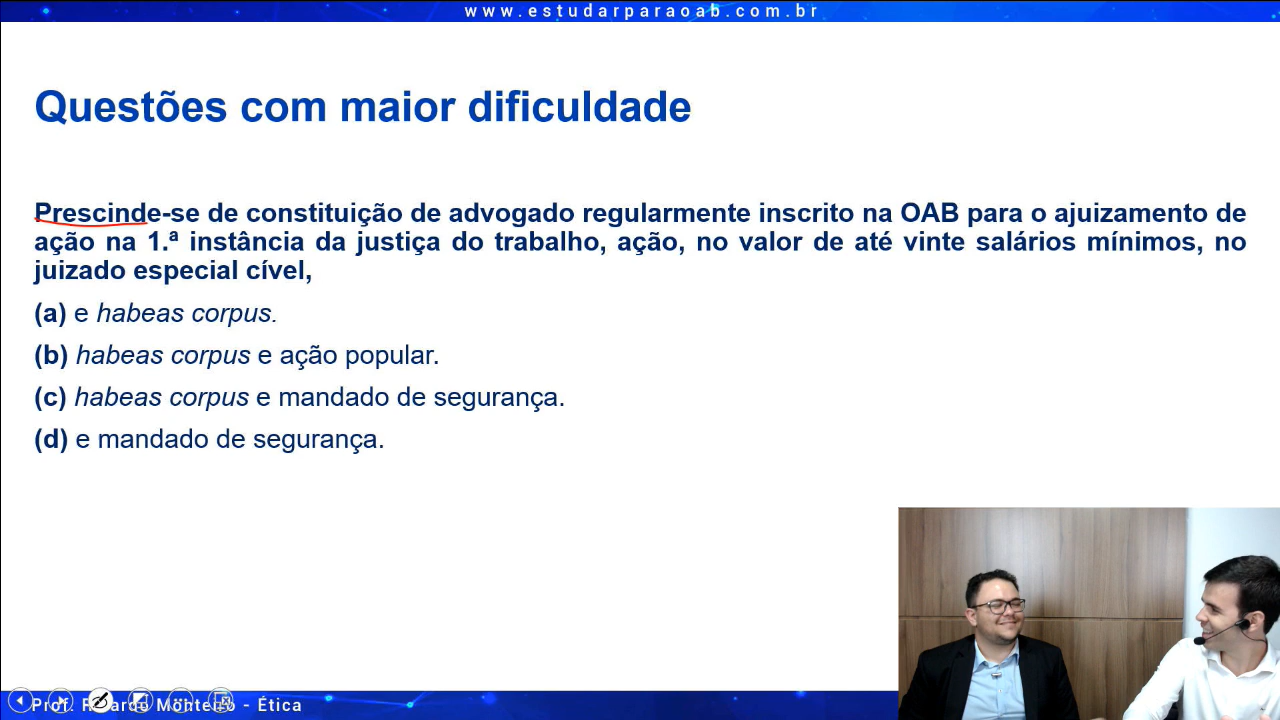 www.estudarparaoab.com.br
Questões com maior dificuldade
Prescinde-se de constituição de advogado regularmente inscrito na OAB para o ajuizamento de
ação na 1.ª instância da justiça do trabalho, ação, no valor de até vinte salários mínimos, no
juizado especial cível,
(a) e habeas corpus.
(b) habeas corpus e ação popular.
(c) habeas corpus e mandado de segurança.
(d) e mandado de segurança.
Prof. Monteiro - Ética